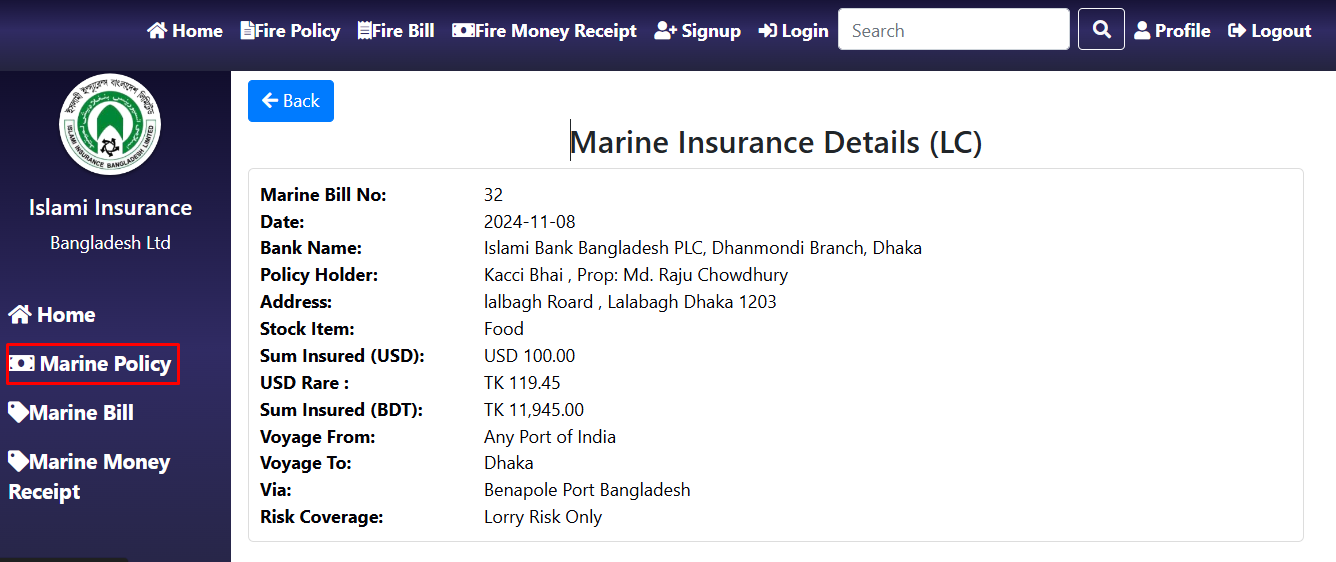 Home Fire Policy Fire Bill Fire Money Receipt Signup Login Search Profile Logout
ISLAMI INSURANCE BANGLADESH LIMITED
Islami Insurance
Bangladesh Ltd
Home
Marine Policy
Marine Bill
Marine Money
Receipt
Back
Marine Insurance Details (LC)
Marine Bill No: 32
Date: 2024-11-08
Bank Name: Islami Bank Bangladesh PLC, Dhanmondi Branch, Dhaka
Policy Holder: Kacci Bhai , Prop: Md. Raju Chowdhury
Address: lalbagh Roard , Lalabagh Dhaka 1203
Stock Item: Food
Sum Insured (USD): USD 100.00
USD Rare : TK 119.45
Sum Insured (BDT): TK 11,945.00
Voyage From: Any Port of India
Voyage To: Dhaka
Via: Benapole Port Bangladesh
Risk Coverage: Lorry Risk Only